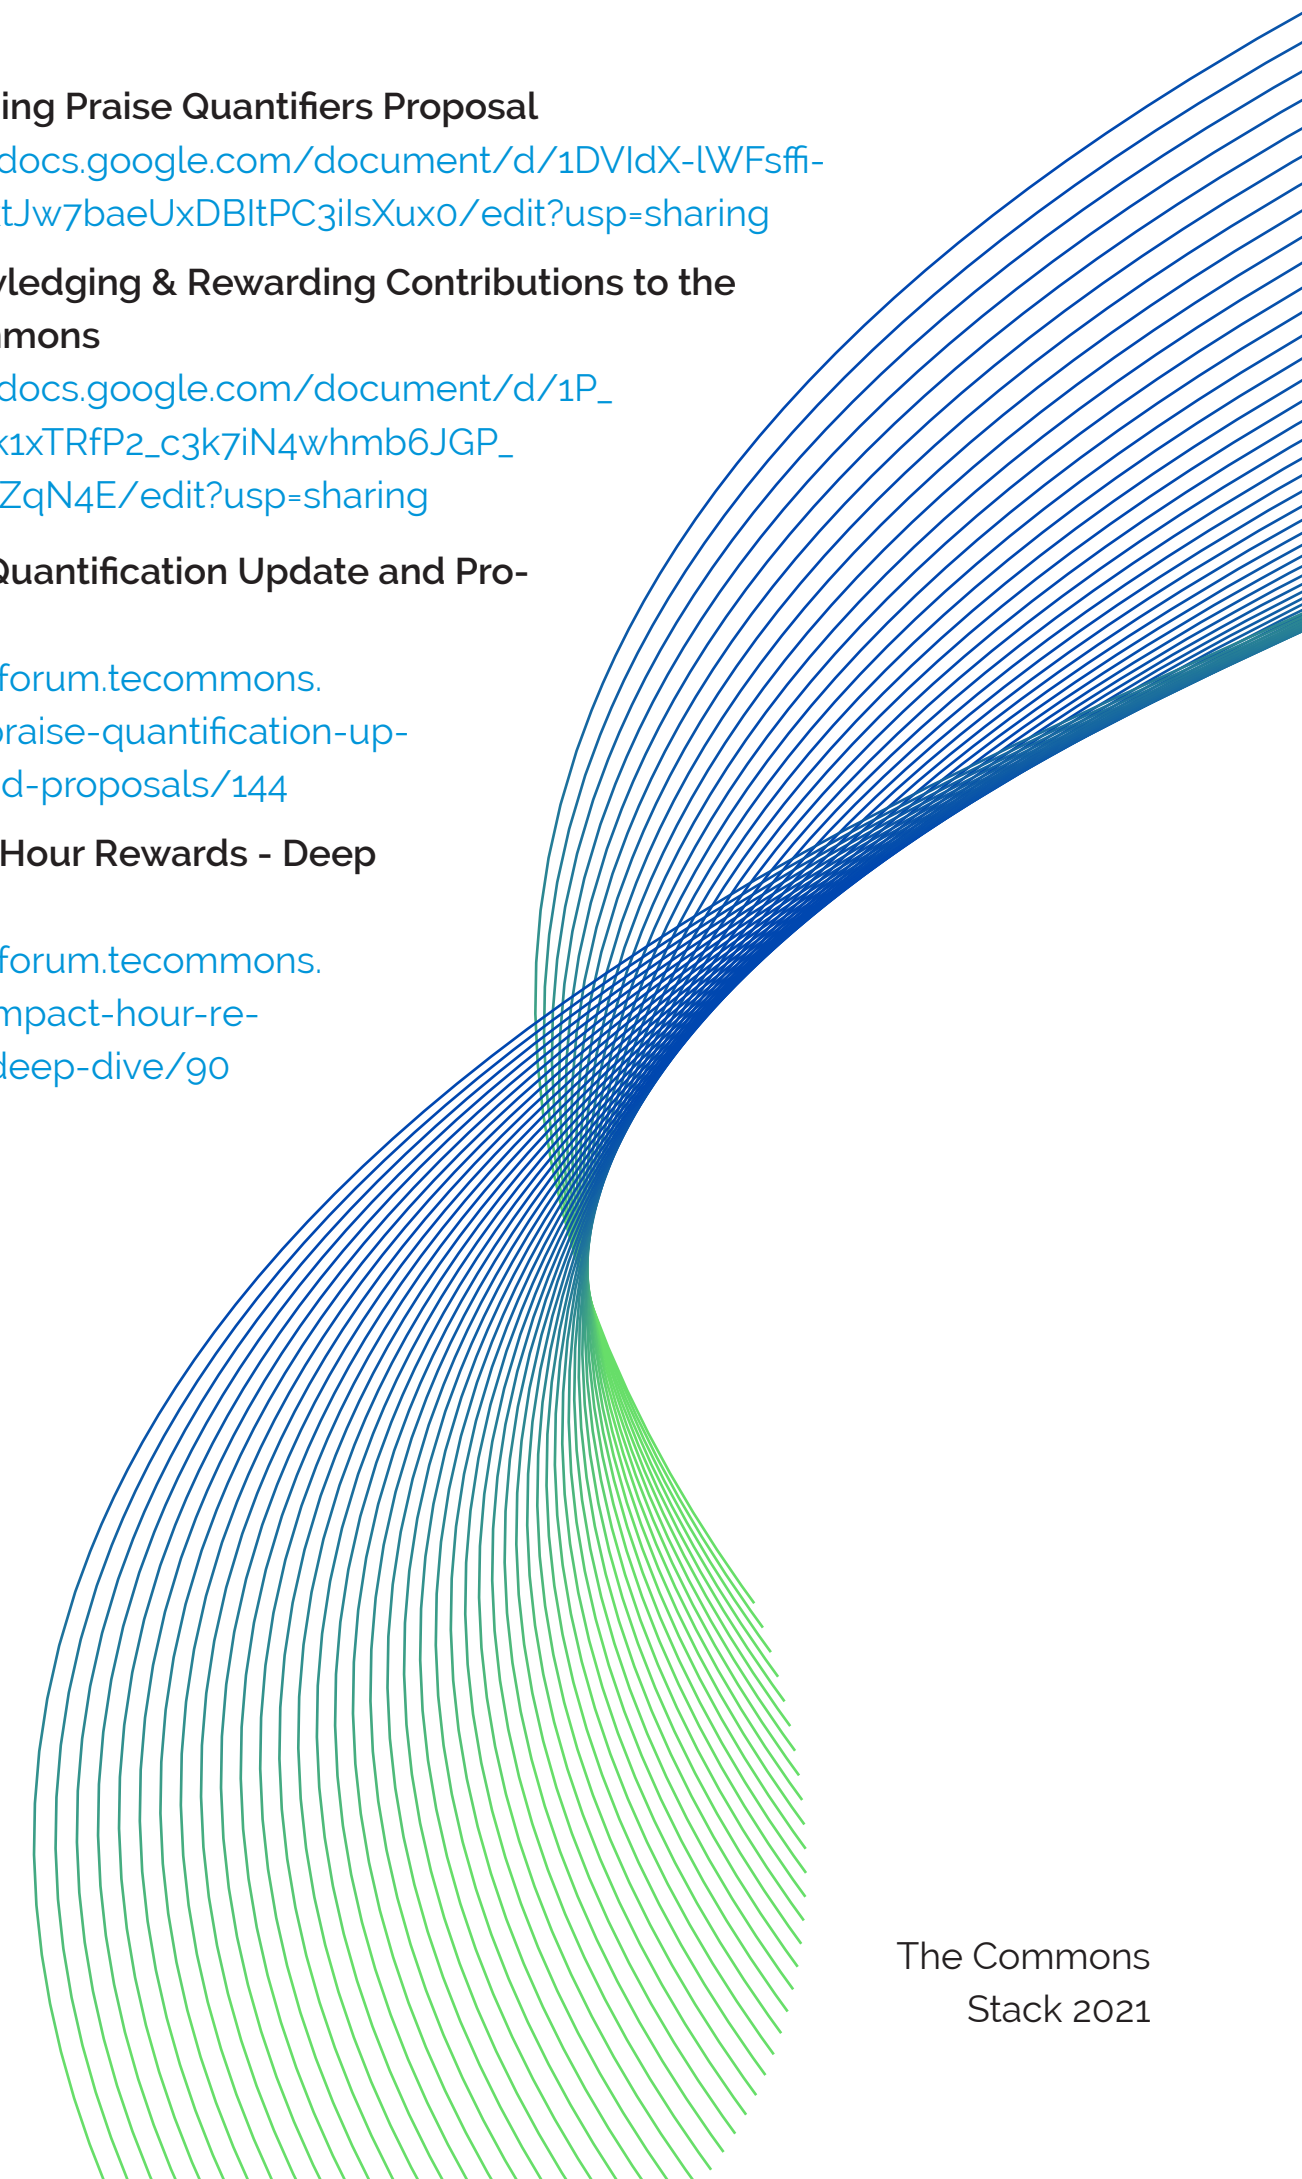 ing Praise Quantifiers Proposal
docs.google.com/document/d/1DVIdX-lWFsffi-
tJw7baeUxDBItPC3iIsXux0/edit?usp=sharing
ledging & Rewarding Contributions to the
mons
docs.google.com/document/d/1P_
k1xTRfP2_c3k7iN4whmb6JGP_
ZqN4E/edit?usp=sharing
Quantification Update and Pro-
forum.tecommons.
praise-quantification-up-
d-proposals/144
Hour Rewards - Deep
forum.tecommons.
mpact-hour-re-
deep-dive/90
The Commons
Stack 2021